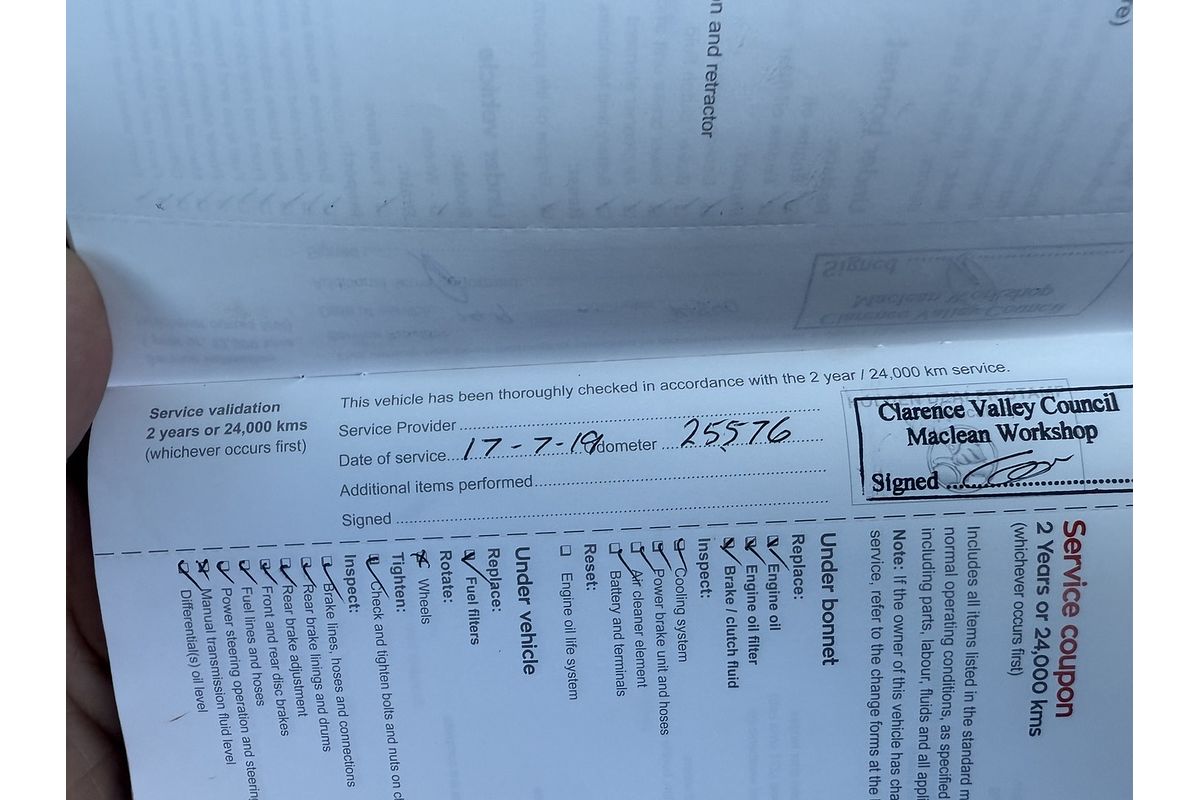 re)
n and retractor
Service validation
2 years or 24,000 kms
(whichever occurs first)
This vehicle has been thoroughly checked in accordance with the 2 year / 24,000 km service.
Service Provider
Date of service 17-7-19 Odometer 25576
Additional items performed
Signed
Clarence Valley Council
Maclean Workshop
Signed
Service coupon
2 Years or 24,000 kms
(whichever occurs first)
Includes all items listed in the standard m
normal operating conditions, as specified
including parts, labour, fluids and all appli
Note: If the owner of this vehicle has cha
service, refer to the change forms at the
Under bonnet
Replace:
Engine oil
Engine oil filter
Brake / clutch fluid
Inspect:
Cooling system
Power brake unit and hoses
Air cleaner element
Battery and terminals
Reset:
Engine oil life system
Under vehicle
Replace:
Fuel filters
Rotate:
Wheels
Tighten:
Check and tighten bolts and nuts on c
Inspect:
Brake lines, hoses and connections
Rear brake linings and drums
Rear brake adjustment
Front and rear disc brakes
Fuel lines and hoses
Power steering operation and steering
Manual transmission fluid level
Differential(s) oil level